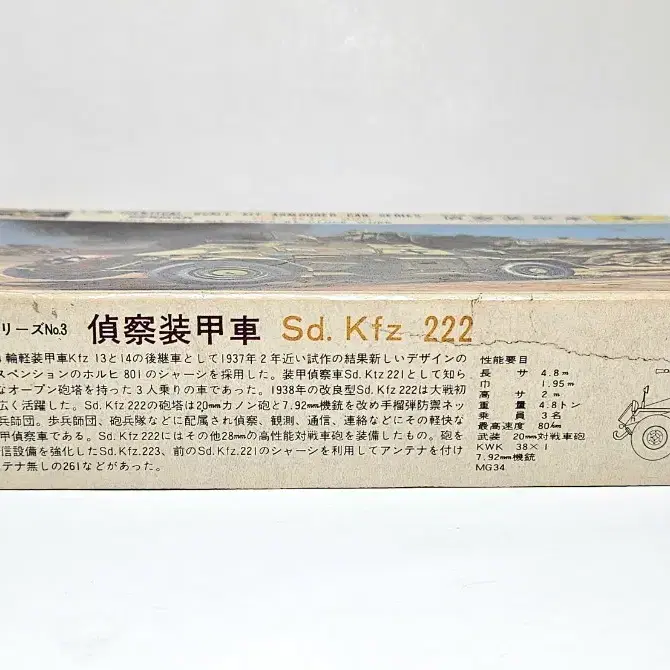 ARMOURED CAR SERIES
リーズNo.3 偵察装甲車 Sd. Kfz 222
輪軽装甲車Kfz 13と14の後継車として1937年2年近い試作の結果新しいデザインの
スペンションのホルヒ 801のシャーシを採用した。装甲偵察車Sd. Ktz 221として知ら
なオープン砲塔を持った3人乗りの車であった。1938年の改良型Sd. Kfz 222は大戦初
広く活躍した。Sd. Kfz 222の砲塔は20mmカノン砲と7.92mm機銃を改め手榴弾防禦ネッ
兵師団。歩兵師団、砲兵隊などに配属され偵察、観測、通信、連絡などにその軽快な
甲偵察車である。Sd. Kfz 222にはその他28mmの高性能対戦車砲を装備したもの。砲を
信設備を強化したSd. Kfz. 223、前のSd. Kfz. 221のシャーシを利用してアンテナを付け
テナ無しの261などがあった。
性能要目
長 サ 4.8m
巾 1.95m
高 サ 2m
重 量 4.8トン
乗 員 3名
最高速度 80km
武装 20mm対戦車砲
KWK 38×1
7.92mm機銃
MG34